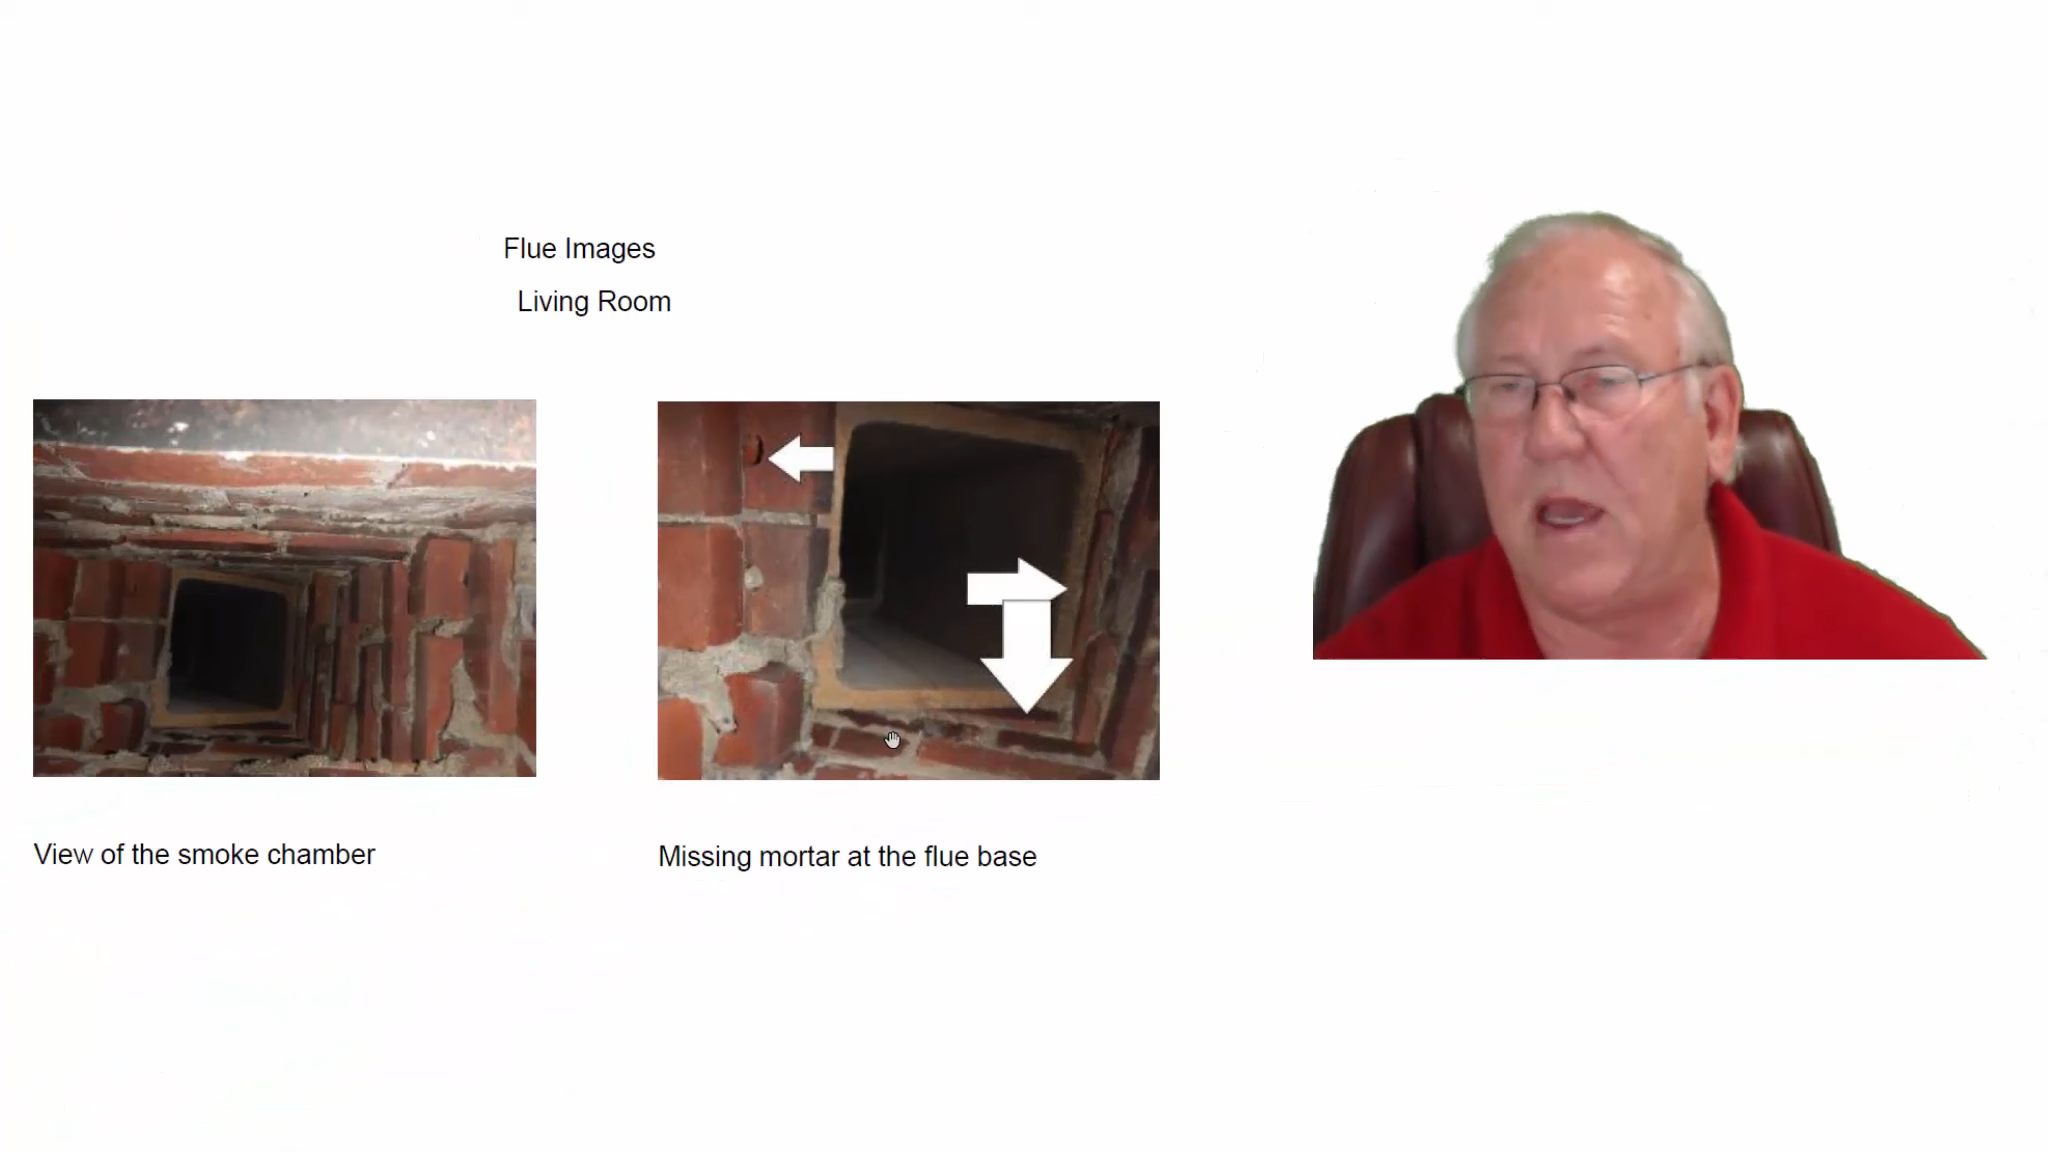 Flue Images
Living Room
View of the smoke chamber
Missing mortar at the flue base